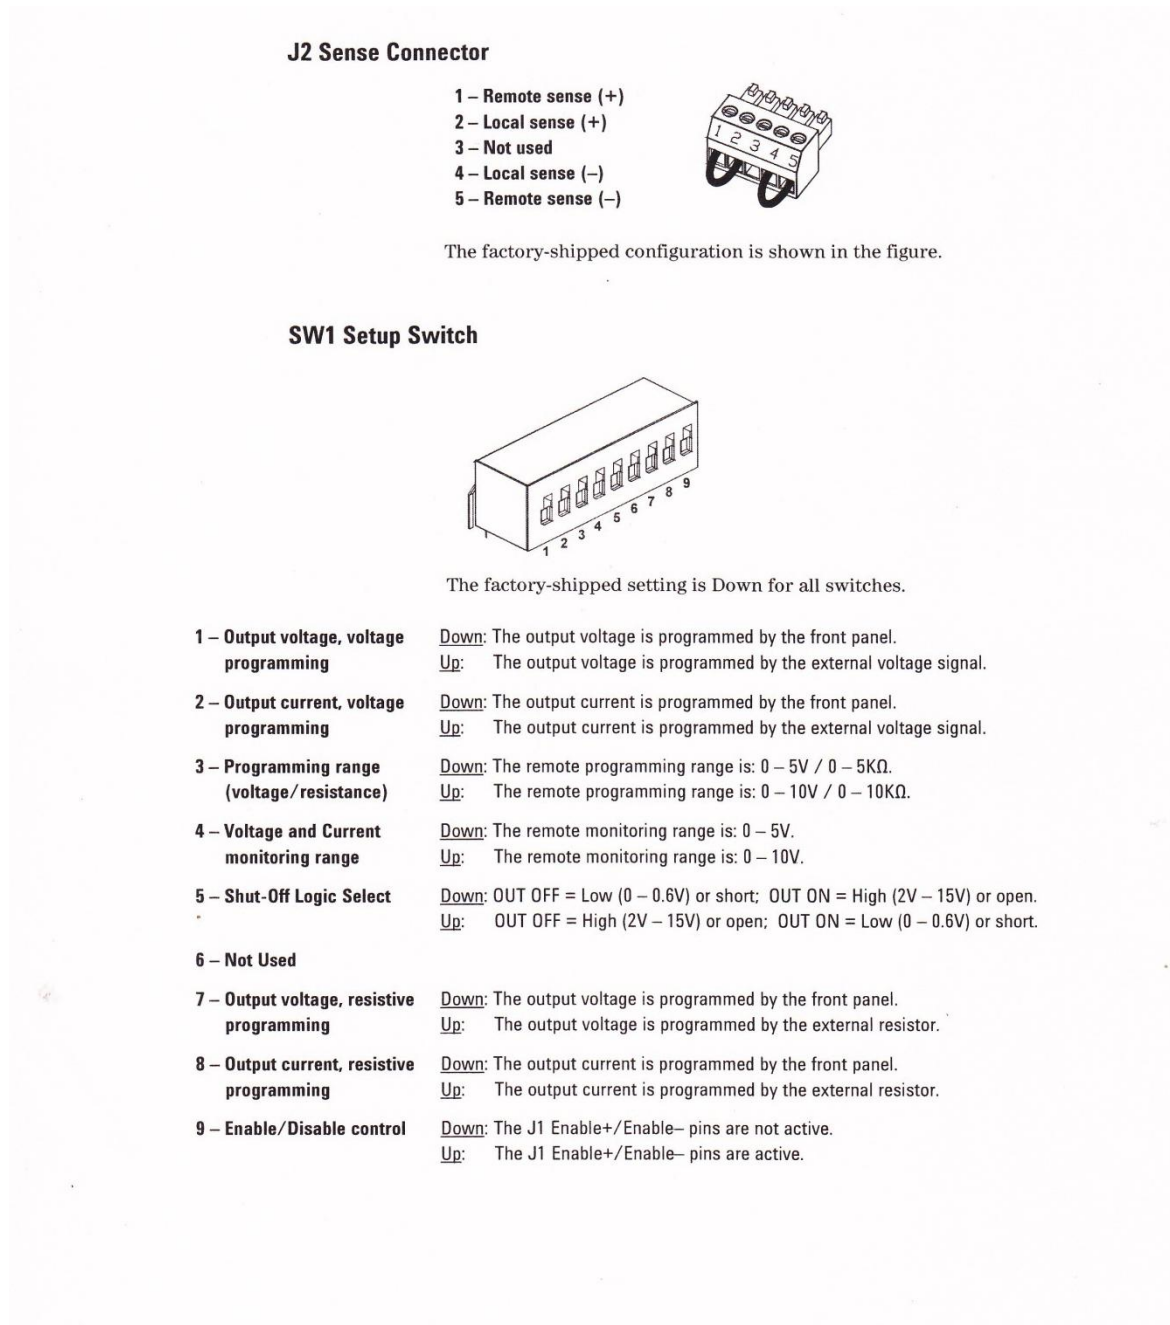 J2 Sense Connector
1 – Remote sense (+)
2 – Local sense (+)
3 – Not used
4 – Local sense (–)
5 – Remote sense (–)
1 2 3 4 5
The factory-shipped configuration is shown in the figure.
SW1 Setup Switch
1 2 3 4 5 6 7 8 9
The factory-shipped setting is Down for all switches.
1 – Output voltage, voltage Down: The output voltage is programmed by the front panel.
programming Up: The output voltage is programmed by the external voltage signal.
2 – Output current, voltage Down: The output current is programmed by the front panel.
programming Up: The output current is programmed by the external voltage signal.
3 – Programming range Down: The remote programming range is: 0 – 5V / 0 – 5KΩ.
(voltage/resistance) Up: The remote programming range is: 0 – 10V / 0 – 10KΩ.
4 – Voltage and Current Down: The remote monitoring range is: 0 – 5V.
monitoring range Up: The remote monitoring range is: 0 – 10V.
5 – Shut-Off Logic Select Down: OUT OFF = Low (0 – 0.6V) or short; OUT ON = High (2V – 15V) or open.
Up: OUT OFF = High (2V – 15V) or open; OUT ON = Low (0 – 0.6V) or short.
6 – Not Used
7 – Output voltage, resistive Down: The output voltage is programmed by the front panel.
programming Up: The output voltage is programmed by the external resistor.
8 – Output current, resistive Down: The output current is programmed by the front panel.
programming Up: The output current is programmed by the external resistor.
9 – Enable/Disable control Down: The J1 Enable+/Enable– pins are not active.
Up: The J1 Enable+/Enable– pins are active.